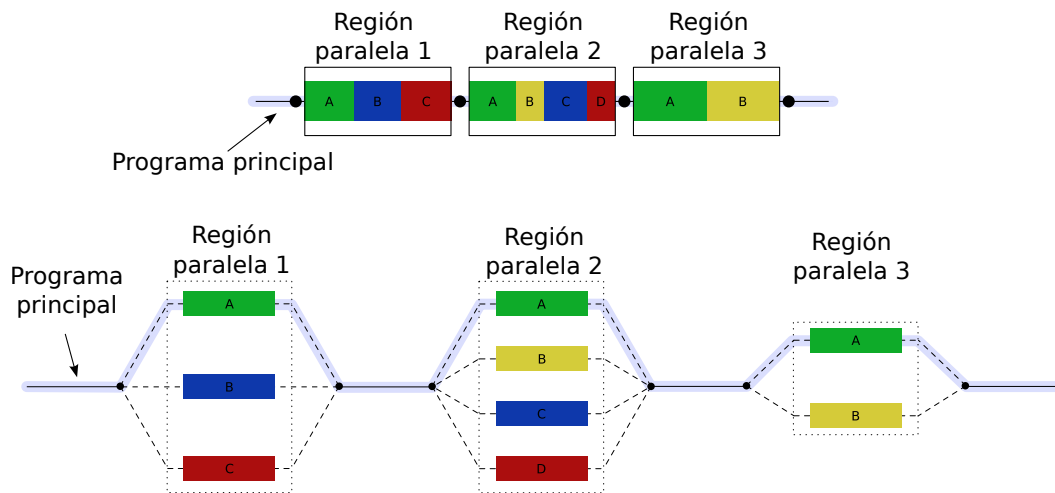 Región
paralela 1
Región
paralela 2
Región
paralela 3
A B C
A B C D
A B
Programa principal
Región
paralela 1
Región
paralela 2
Región
paralela 3
Programa
principal
A
B
C
A
B
C
D
A
B